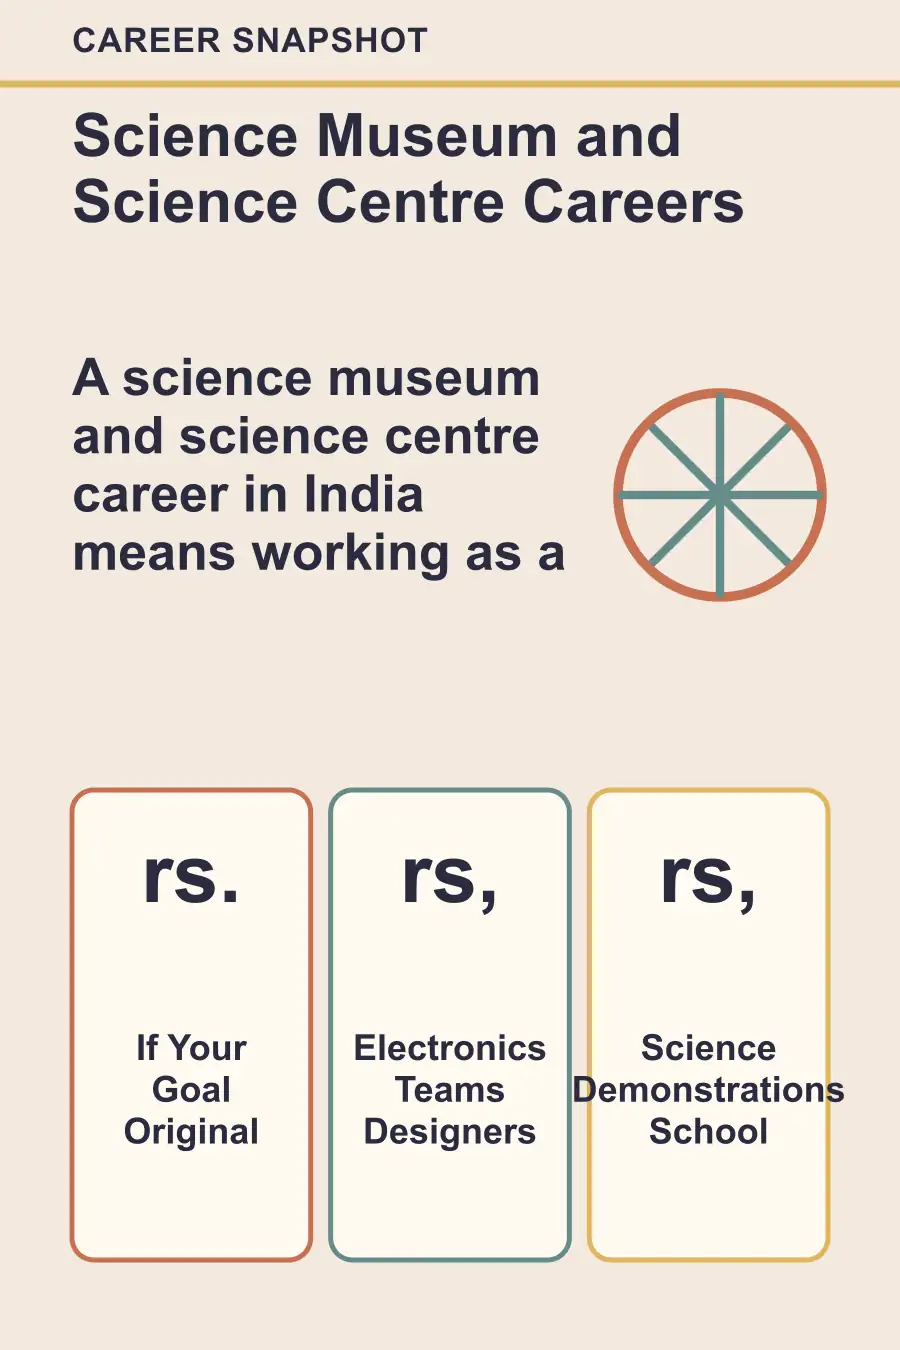 CAREER SNAPSHOT
Science Museum and
Science Centre Careers
A science museum
and science centre
career in India
means working as a
rs.
If Your
Goal
Original
rs,
Electronics
Teams
Designers
rs,
Science
Demonstrations
School